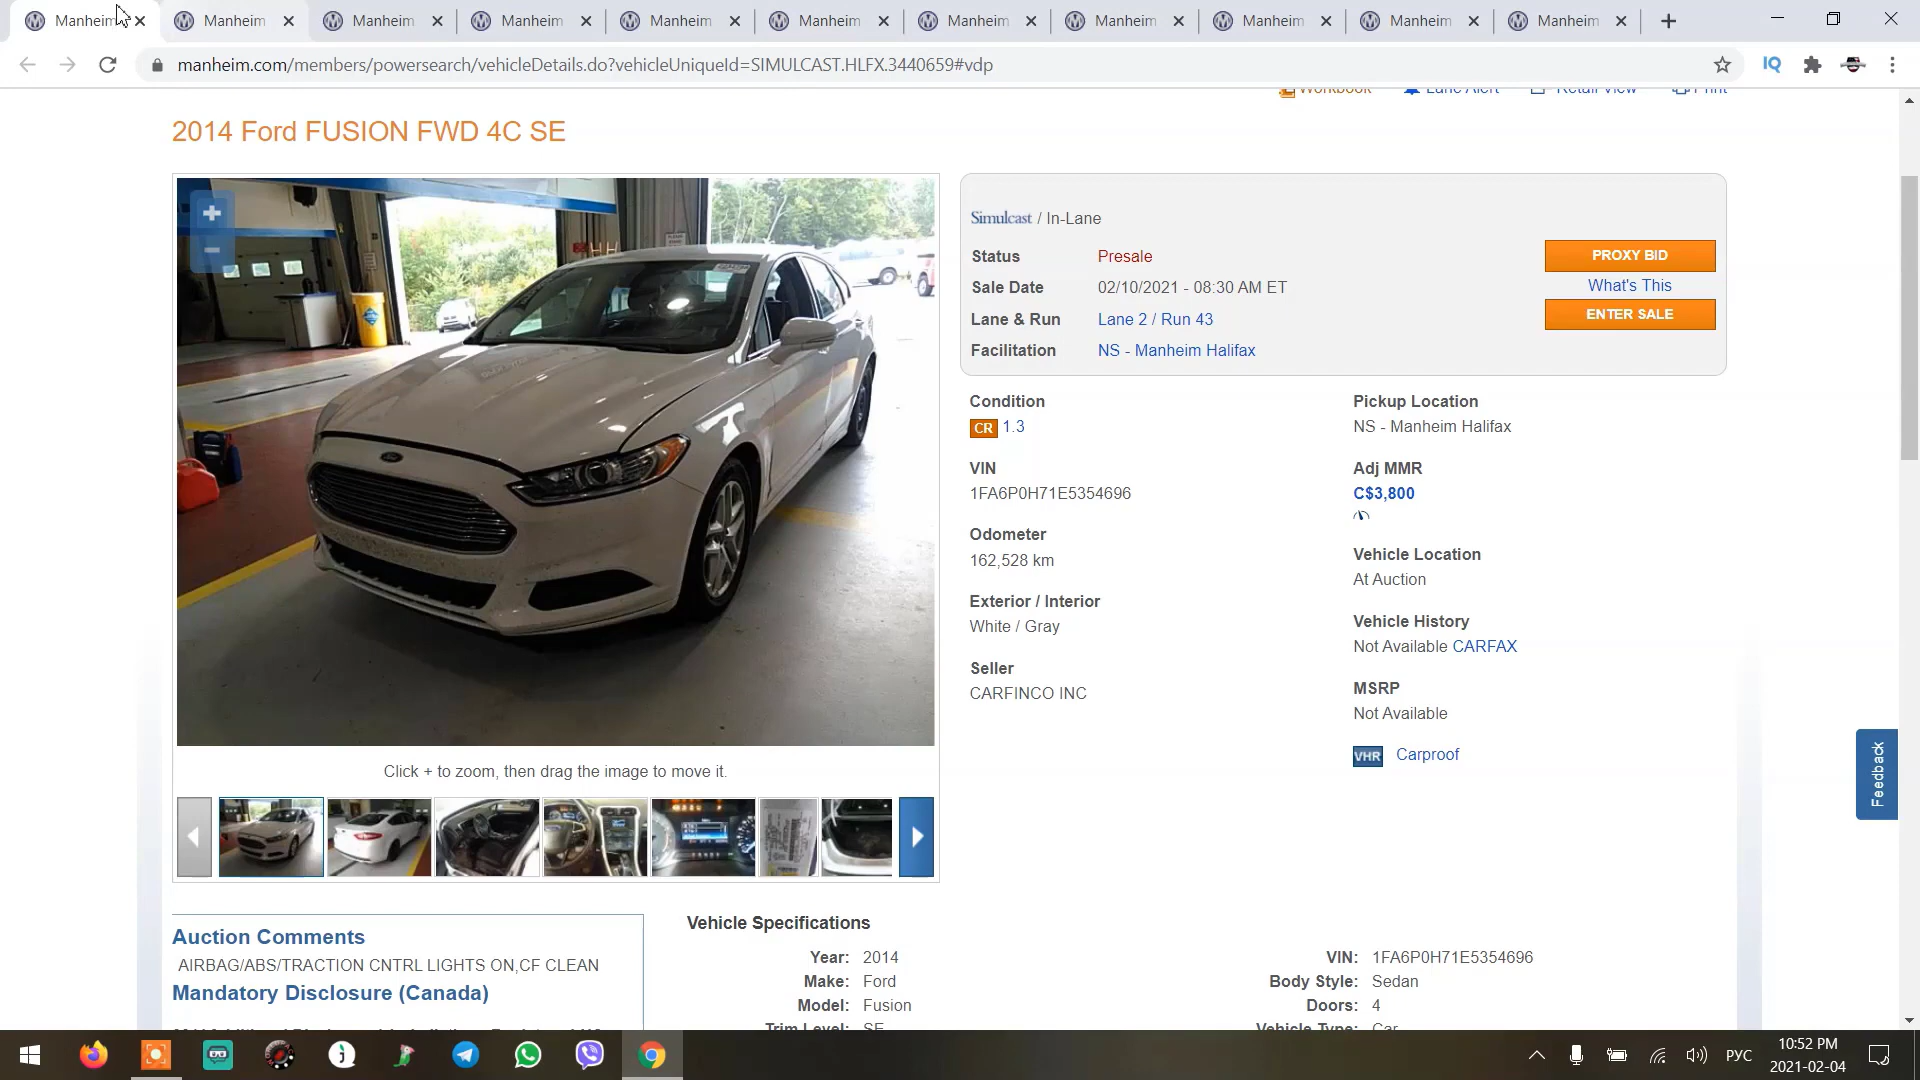 Manheim
Manheim
Manheim
Manheim
Manheim
Manheim
Manheim
Manheim
Manheim
Manheim
Manheim
manheim.com/members/powersearch/vehicleDetails.do?vehicleUniqueId=SIMULCAST.HLFX.3440659#vdp
IQ
Workbook Lane Alert Retail View Print
2014 Ford FUSION FWD 4C SE
Simulcast / In-Lane
Status Presale
PROXY BID
What's This
Sale Date 02/10/2021 - 08:30 AM ET
Lane & Run Lane 2 / Run 43
ENTER SALE
Facilitation NS - Manheim Halifax
Condition
CR 1.3
VIN
1FA6P0H71E5354696
Odometer
162,528 km
Exterior / Interior
White / Gray
Seller
CARFINCO INC
Pickup Location
NS - Manheim Halifax
Adj MMR
C$3,800
Vehicle Location
At Auction
Vehicle History
Not Available CARFAX
MSRP
Not Available
VHR Carproof
Feedback
Click + to zoom, then drag the image to move it.
Auction Comments
AIRBAG/ABS/TRACTION CNTRL LIGHTS ON,CF CLEAN
Mandatory Disclosure (Canada)
Vehicle Specifications
Year: 2014
Make: Ford
Model: Fusion
Trim Level: SE
VIN: 1FA6P0H71E5354696
Body Style: Sedan
Doors: 4
Vehicle Type: Car
РУС
10:52 PM
2021-02-04